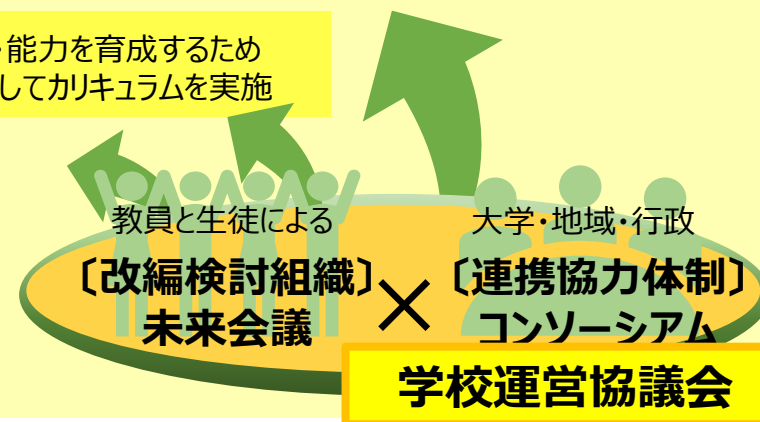 ・能力を育成するため
してカリキュラムを実施
教員と生徒による
〔改編検討組織〕
未来会議
×
大学・地域・行政
〔連携協力体制〕
コンソーシアム
学校運営協議会